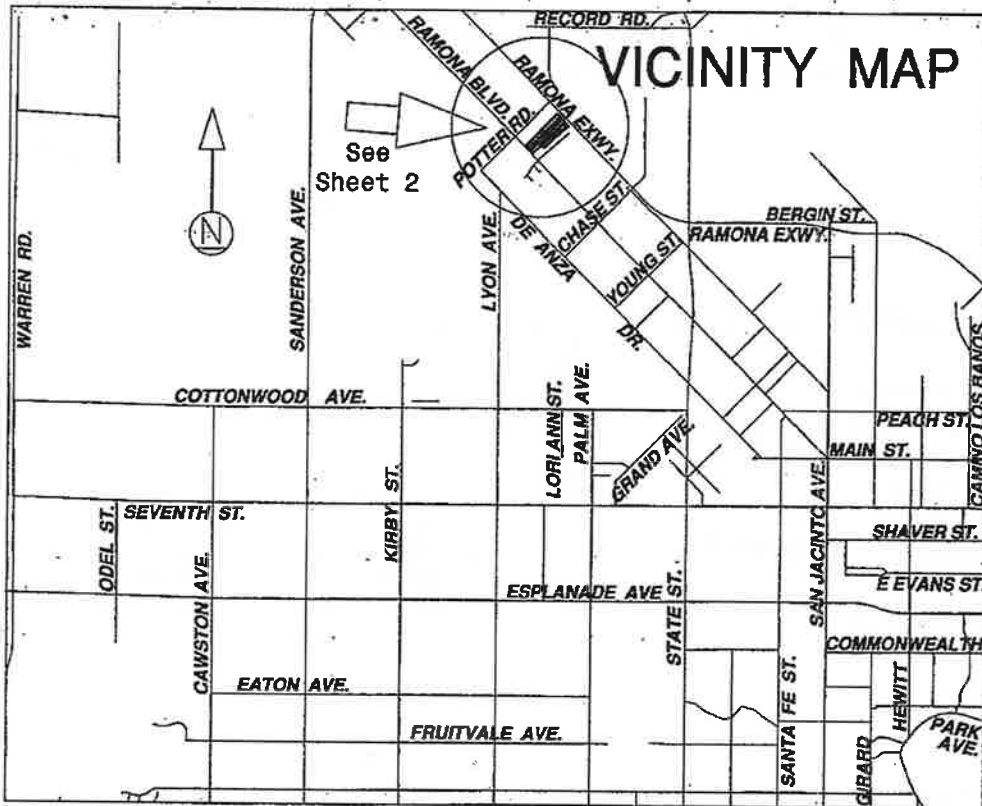 RECORD RD.
VICINITY MAP
RAMONA BLVD.
RAMONA EXWY.
POTTER RD.
See
Sheet 2
N
WARREN RD.
SANDERSON AVE.
LYON AVE.
DE ANZA
DR.
CHASE ST.
YOUNG ST.
BERGIN ST.
RAMONA EXWY.
COTTONWOOD AVE.
LORLANN ST.
PALM AVE.
GRAND AVE.
PEACH ST.
MAIN ST.
CAMINO LOS BANOS
SEVENTH ST.
ODEL ST.
KIRBY ST.
CAWSTON AVE.
SAN JACINTO AVE.
SHAVER ST.
E EVANS ST.
ESPLANADE AVE
STATE ST.
COMMONWEALTH
EATON AVE.
FRUITVALE AVE.
SANTA FE ST.
GIRARD
HEWITT
PARK
AVE.